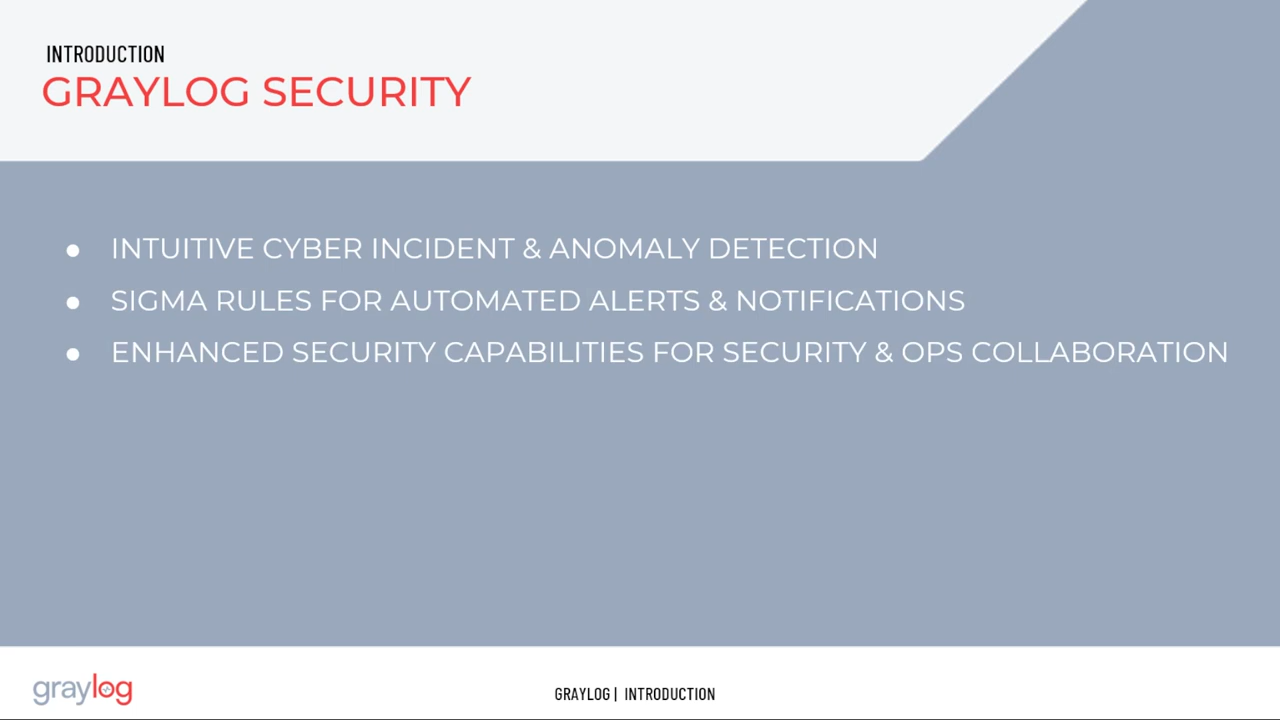 INTRODUCTION
GRAYLOG SECURITY
● INTUITIVE CYBER INCIDENT & ANOMALY DETECTION
● SIGMA RULES FOR AUTOMATED ALERTS & NOTIFICATIONS
● ENHANCED SECURITY CAPABILITIES FOR SECURITY & OPS COLLABORATION
graylog
GRAYLOG | INTRODUCTION